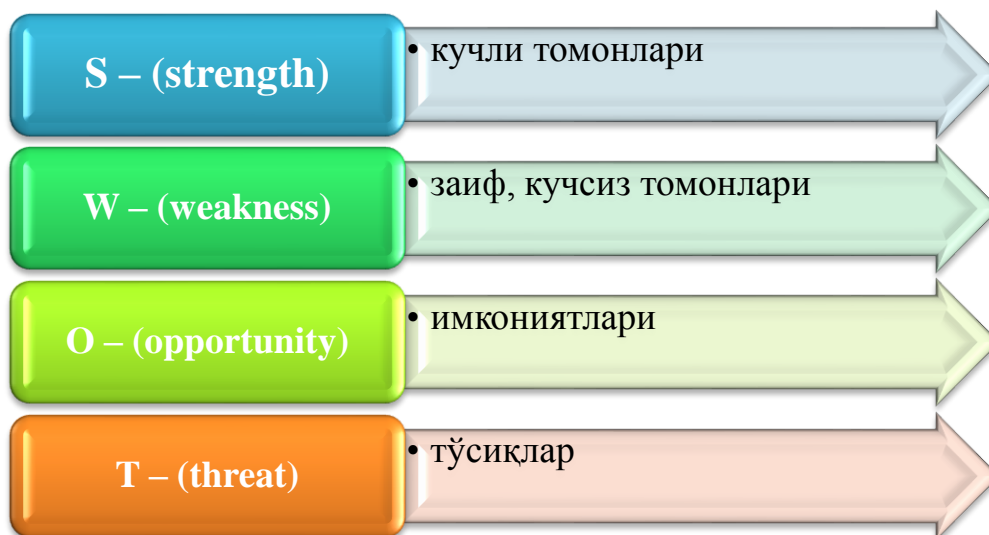 S – (strength)
• кучли томонлари
W – (weakness)
• заиф, кучсиз томонлари
O – (opportunity)
• имкониятлари
T – (threat)
• тўсиқлар